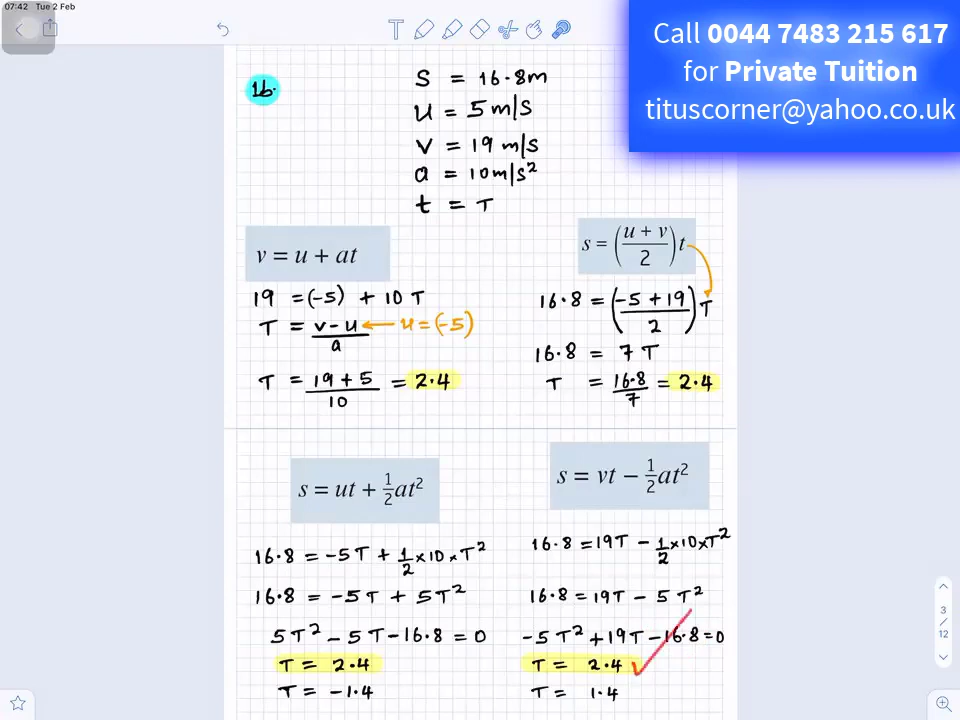 07:42 Tue 2 Feb
Call 0044 7483 215 617
for Private Tuition
tituscorner@yahoo.co.uk
16.
S = 16.8m
u = 5 m/s
v = 19 m/s
a = 10m/s²
t = T
v = u + at
19 = (-5) + 10 T
T = (v - u)/a ← u = (-5)
T = (19 + 5)/10 = 2.4
s = ((u + v)/2) t
16.8 = ((-5 + 19)/2) T
16.8 = 7 T
T = 16.8/7 = 2.4
s = ut + ½at²
16.8 = -5T + ½ × 10 × T²
16.8 = -5T + 5T²
5T² - 5T - 16.8 = 0
T = 2.4
T = -1.4
s = vt − ½at²
16.8 = 19T - ½ × 10 × T²
16.8 = 19T - 5T²
-5T² + 19T - 16.8 = 0
T = 2.4
T = 1.4
3
/
12